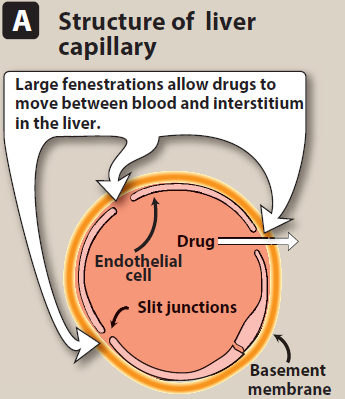 A Structure of liver
capillary
Large fenestrations allow drugs to
move between blood and interstitium
in the liver.
Drug
Endothelial
cell
Slit junctions
Basement
membrane